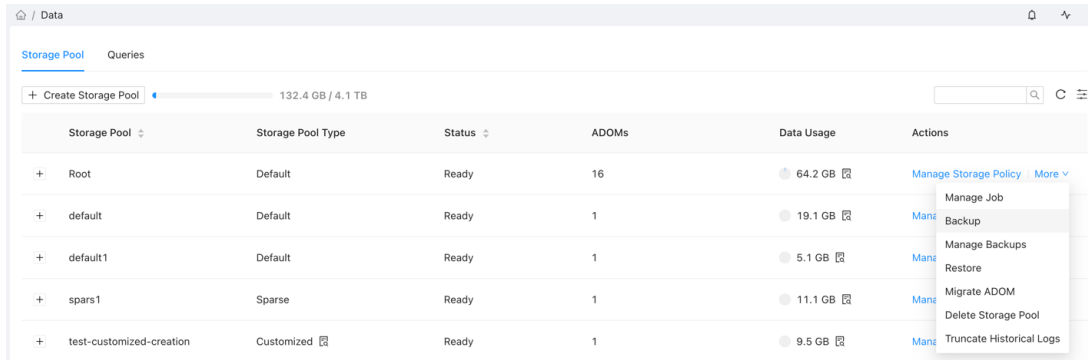 / Data
Storage Pool Queries
+ Create Storage Pool 132.4 GB / 4.1 TB
Storage Pool Storage Pool Type Status ADOMs Data Usage Actions
+ Root Default Ready 16 64.2 GB Manage Storage Policy More
Manage Job
+ default Default Ready 1 19.1 GB Mana
Backup
Manage Backups
+ default1 Default Ready 1 5.1 GB Mana
Restore
Migrate ADOM
+ spars1 Sparse Ready 1 11.1 GB Mana
Delete Storage Pool
+ test-customized-creation Customized Ready 1 9.5 GB Mana
Truncate Historical Logs